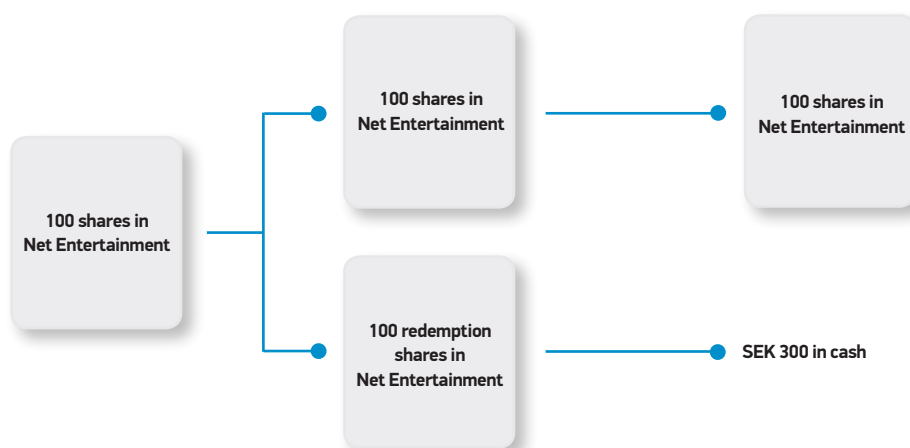 100 shares in
Net Entertainment
100 shares in
Net Entertainment
100 shares in
Net Entertainment
100 redemption
shares in
Net Entertainment
SEK 300 in cash